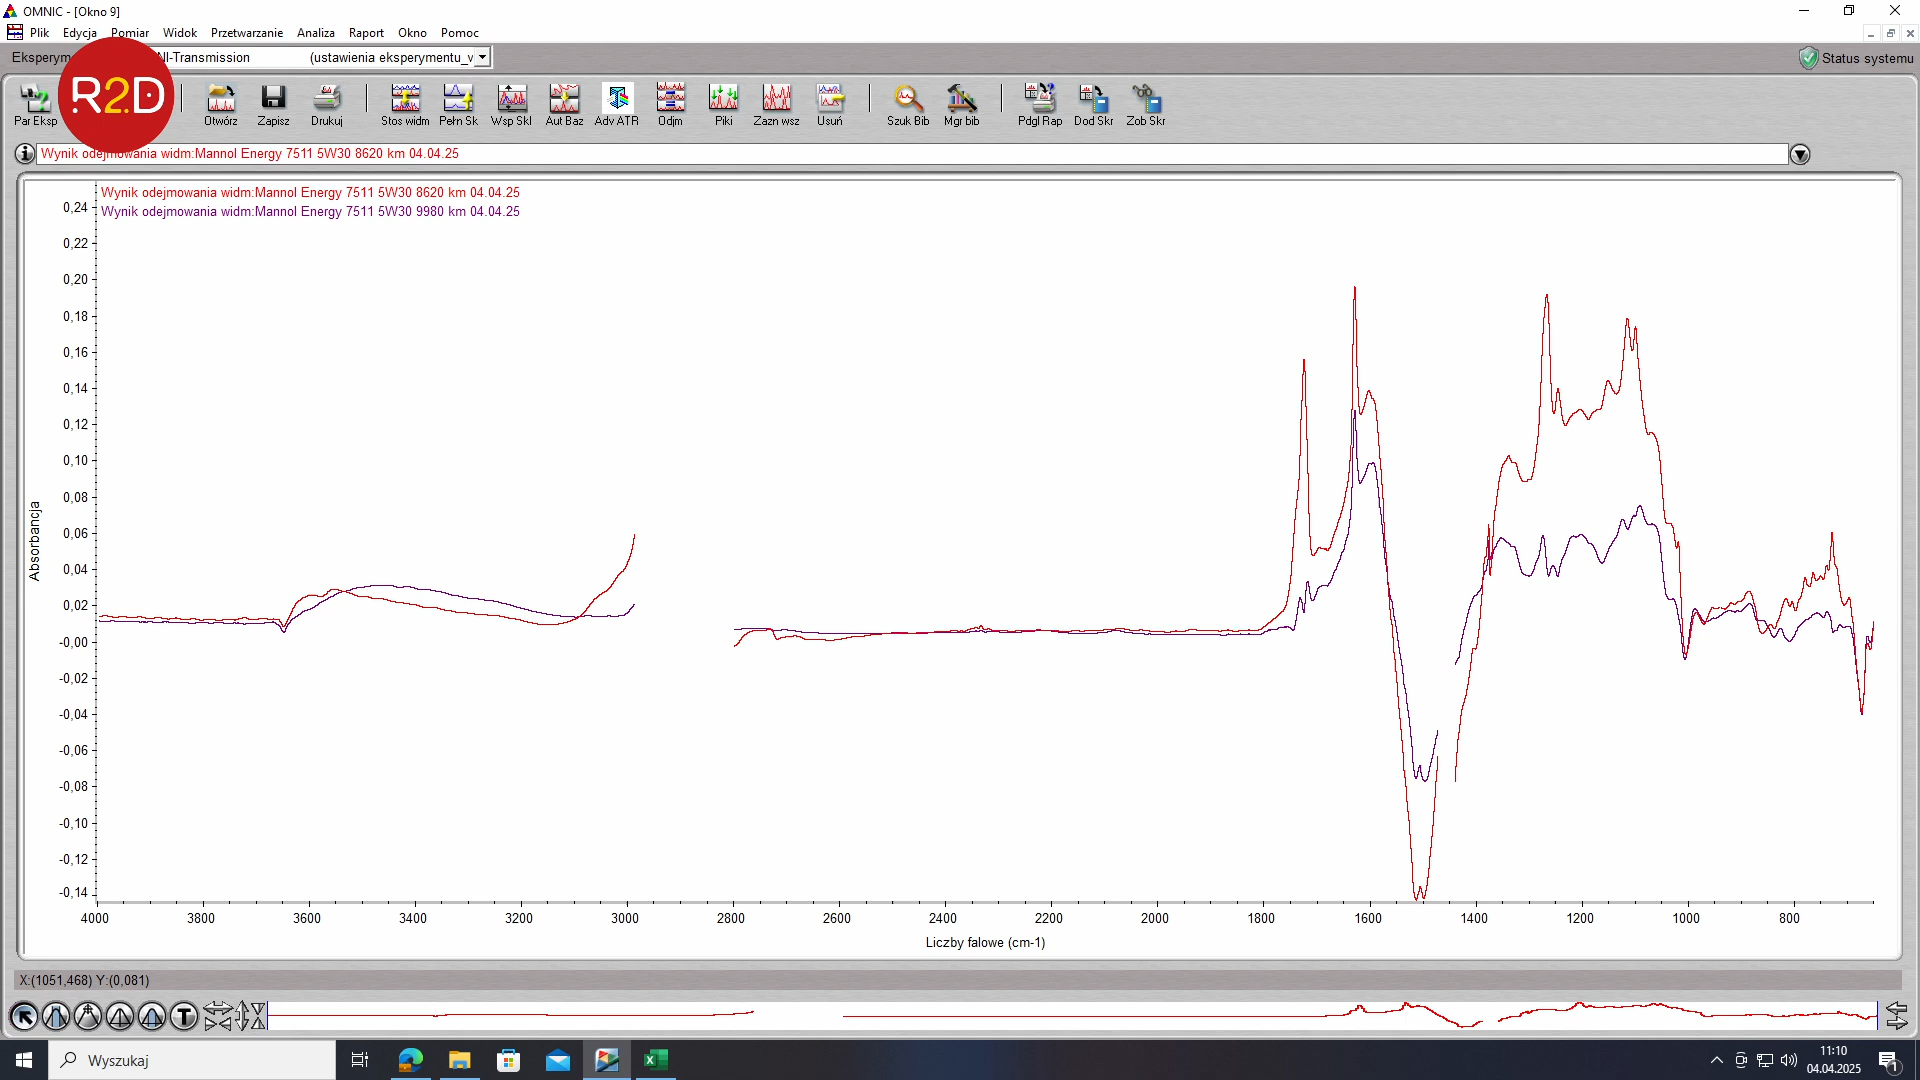 OMNIC - [Okno 9]
Plik Edycja Pomiar Widok Przetwarzanie Analiza Raport Okno Pomoc
(ustawienia eksperymentu_v
Status systemu
R2D
Par Eksp Otwórz Zapisz Drukuj Stos widm Pełn Sk Wsp Skl Aut Baz Adv ATR Odjm Piki Zazn wsz Usuń Szuk Bib Mgr bib Pdgl Rap Dod Skr Zob Skr
Wynik odejmowania widm:Mannol Energy 7511 5W30 8620 km 04.04.25
Wynik odejmowania widm:Mannol Energy 7511 5W30 8620 km 04.04.25
Wynik odejmowania widm:Mannol Energy 7511 5W30 9980 km 04.04.25
0,24
0,22
0,20
0,18
0,16
0,14
0,12
0,10
0,08
0,06
0,04
0,02
-0,00
-0,02
-0,04
-0,06
-0,08
-0,10
-0,12
-0,14
Absorbancja
4000 3800 3600 3400 3200 3000 2800 2600 2400 2200 2000 1800 1600 1400 1200 1000 800
Liczby falowe (cm-1)
X:(1051,468) Y:(0,081)
T
Wyszukaj
11:10
04.04.2025
1